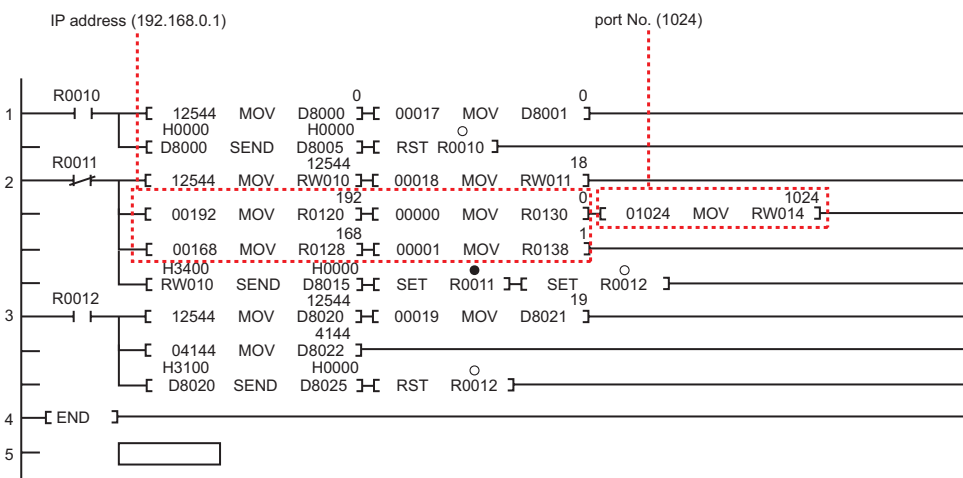 IP address (192.168.0.1) port No. (1024)
R0010 0 0
1 12544 MOV D8000 00017 MOV D8001
H0000 H0000
D8000 SEND D8005 RST R0010
R0011 12544 18
2 12544 MOV RW010 00018 MOV RW011
192 0 1024
00192 MOV R0120 00000 MOV R0130 01024 MOV RW014
168 1
00168 MOV R0128 00001 MOV R0138
H3400 H0000
RW010 SEND D8015 SET R0011 SET R0012
R0012 12544 19
3 12544 MOV D8020 00019 MOV D8021
4144
04144 MOV D8022
H3100 H0000
D8020 SEND D8025 RST R0012
4 END
5